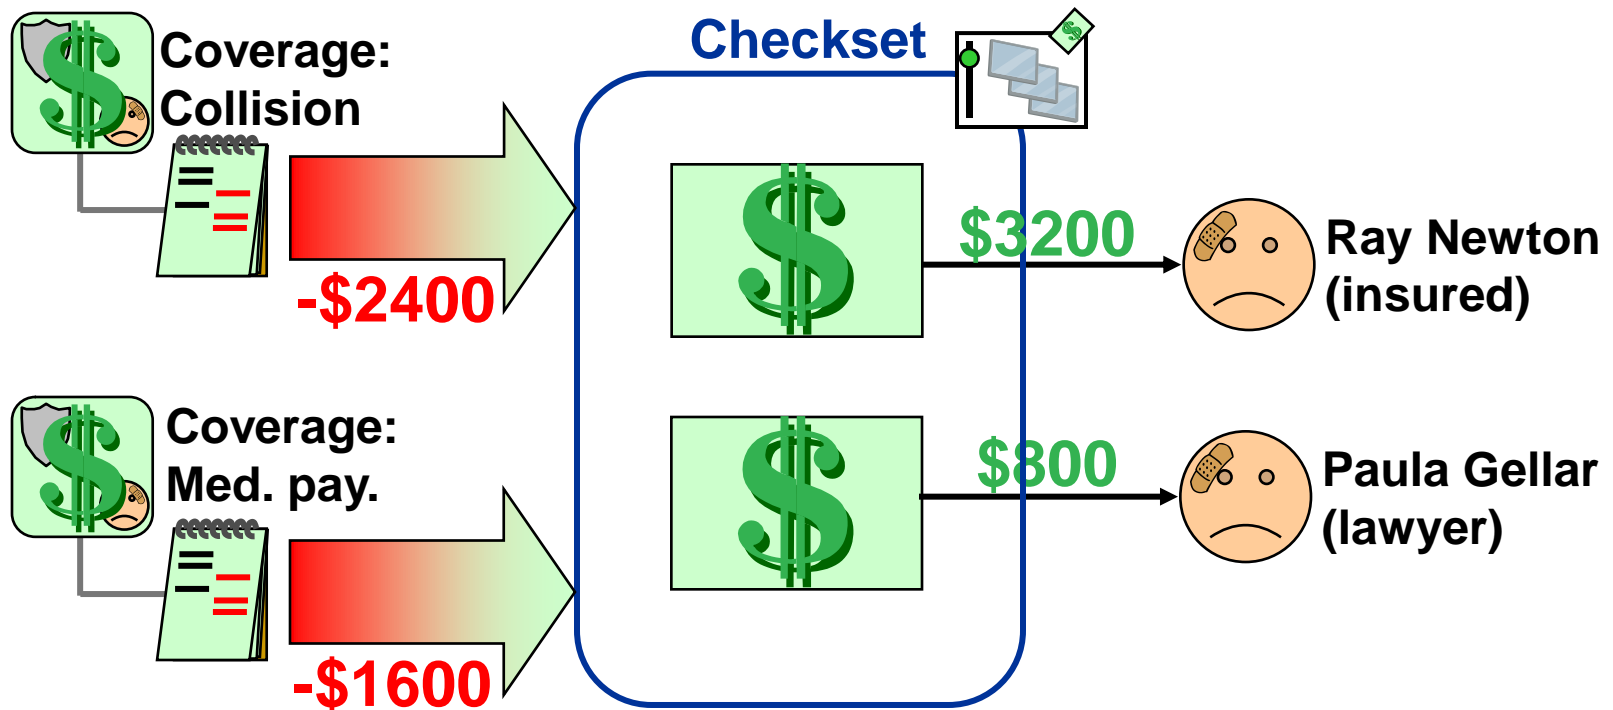 Checkset
Coverage:
Collision
-$2400
$3200
Ray Newton
(insured)
Coverage:
Med. pay.
-$1600
$800
Paula Gellar
(lawyer)